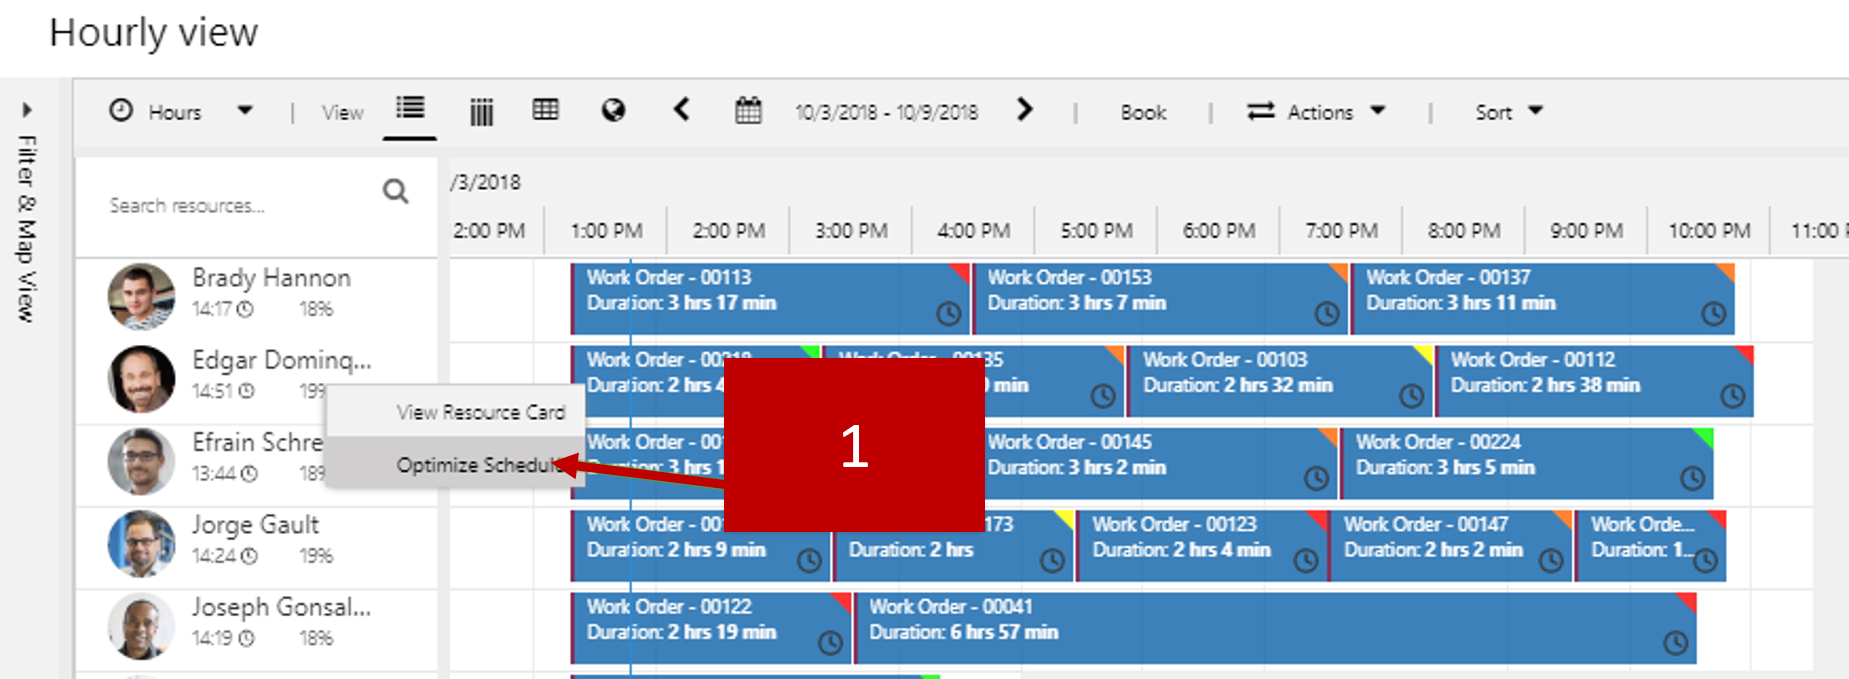 Hourly view
Filter & Map View
Hours | View 10/3/2018 - 10/9/2018 | Book | Actions | Sort
Search resources...
/3/2018
2:00 PM 1:00 PM 2:00 PM 3:00 PM 4:00 PM 5:00 PM 6:00 PM 7:00 PM 8:00 PM 9:00 PM 10:00 PM 11:00
Brady Hannon
14:17 18%
Work Order - 00113
Duration: 3 hrs 17 min
Work Order - 00153
Duration: 3 hrs 7 min
Work Order - 00137
Duration: 3 hrs 11 min
Edgar Dominq...
14:51 19%
Work Order - 00218
Duration: 2 hrs 4
Work Order - 00135
0 min
Work Order - 00103
Duration: 2 hrs 32 min
Work Order - 00112
Duration: 2 hrs 38 min
View Resource Card
Optimize Schedul
1
Efrain Schre
13:44 18%
Work Order - 00
Duration: 3 hrs 1
Work Order - 00145
Duration: 3 hrs 2 min
Work Order - 00224
Duration: 3 hrs 5 min
Jorge Gault
14:24 19%
Work Order - 00
Duration: 2 hrs 9 min
173
Duration: 2 hrs
Work Order - 00123
Duration: 2 hrs 4 min
Work Order - 00147
Duration: 2 hrs 2 min
Work Orde...
Duration: 1...
Joseph Gonsal...
14:19 18%
Work Order - 00122
Duration: 2 hrs 19 min
Work Order - 00041
Duration: 6 hrs 57 min